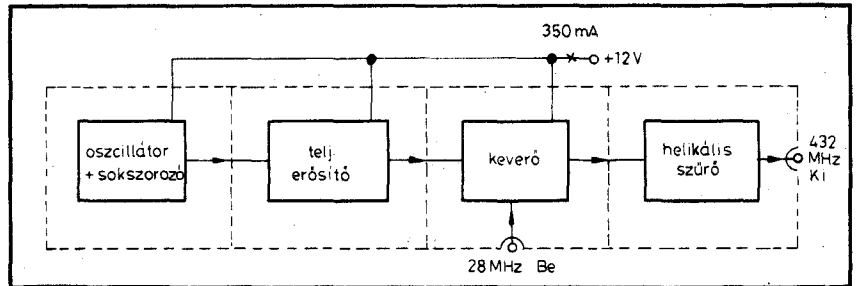 350 mA
+12V
oszcillátor
+ sokszorozó
telj
erősítő
keverő
helikális
szűrő
432
MHz
Ki
28 MHz Be